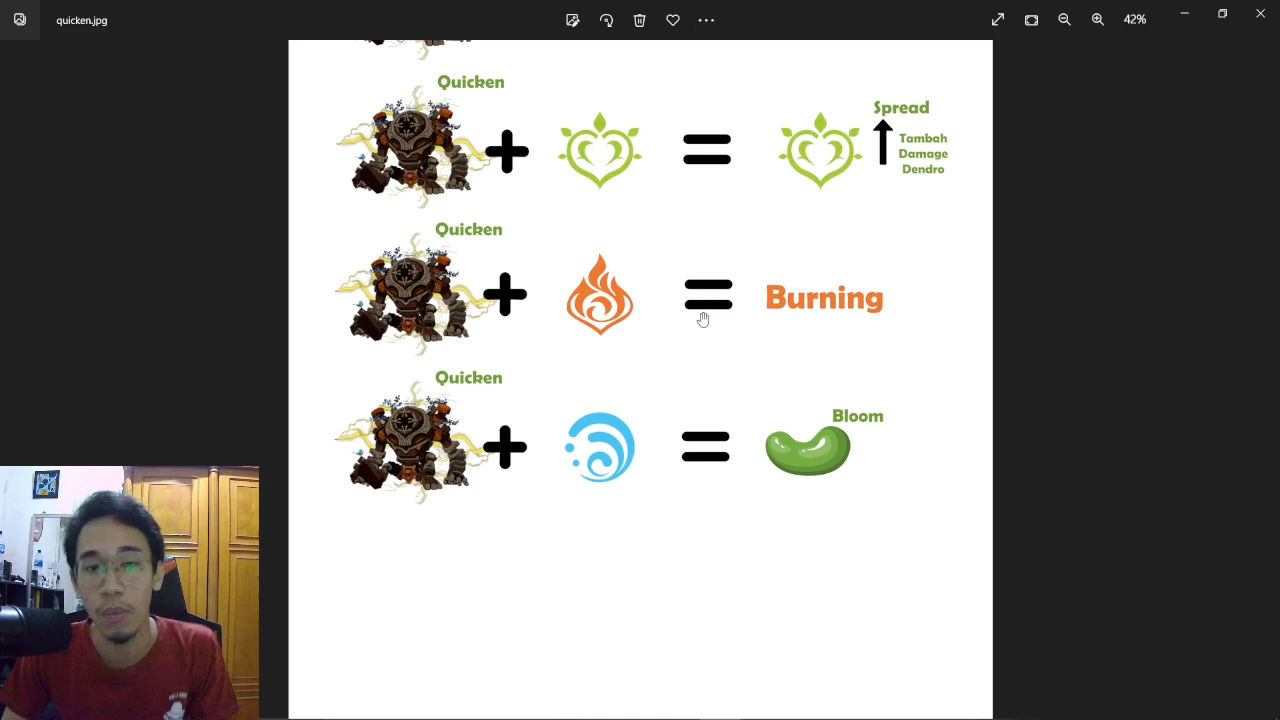 quicken.jpg
42%
Quicken
Spread
Tambah
Damage
Dendro
Quicken
Burning
Quicken
Bloom